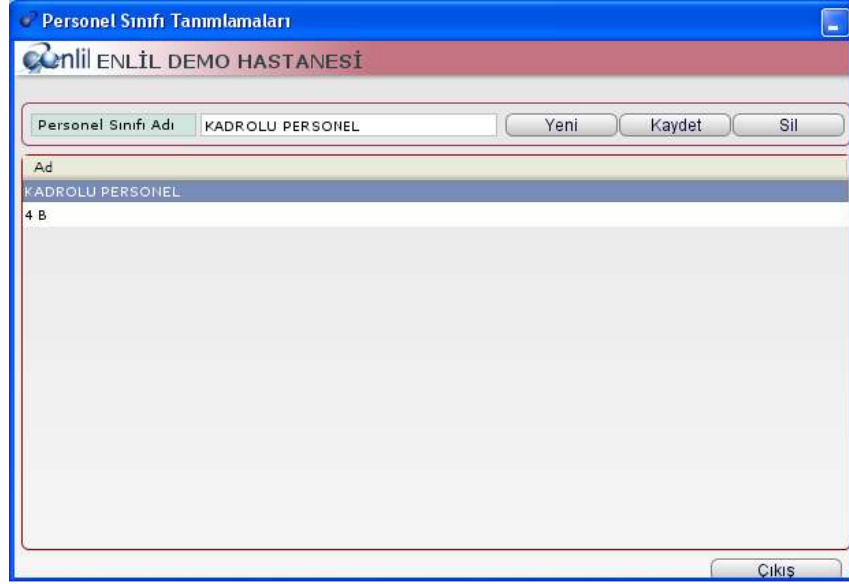 Personel Sınıfı Tanımlamaları
enlil ENLİL DEMO HASTANESİ
Personel Sınıfı Adı KADROLU PERSONEL Yeni Kaydet Sil
Ad
KADROLU PERSONEL
4 B
Çıkış